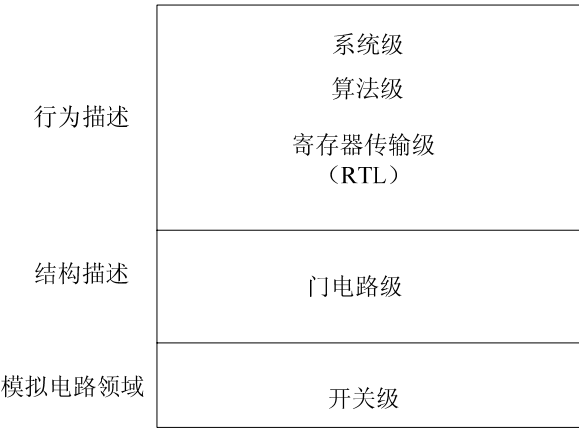 系统级
算法级
行为描述
寄存器传输级
（RTL）
结构描述
门电路级
模拟电路领域
开关级